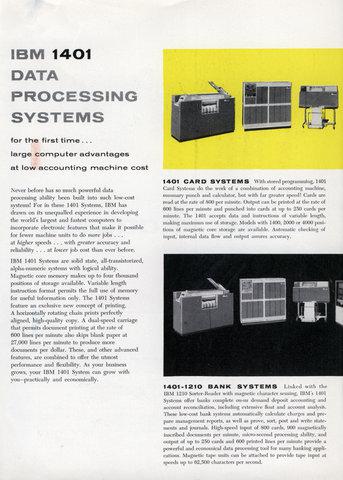 IBM 1401
DATA
PROCESSING
SYSTEMS
for the first time . . .
large computer advantages
at low accounting machine cost
Never before has so much powerful data
processing ability been built into such low-cost
systems! For in these 1401 Systems, IBM has
drawn on its unequalled experience in developing
the world's largest and fastest computers to
incorporate electronic features that make it possible
for fewer machine units to do more jobs . . .
at higher speeds . . . with greater accuracy and
reliability . . . at lower job cost than ever before.
IBM 1401 Systems are solid state, all-transistorized,
alpha-numeric systems with logical ability.
Magnetic core memory makes up to four thousand
positions of storage available. Variable length
instruction format permits the full use of memory
for useful information only. The 1401 Systems
feature an exclusive new concept of printing.
A horizontally rotating chain prints perfectly
aligned, high-quality copy. A dual-speed carriage
that permits document printing at the rate of
600 lines per minute also skips blank paper at
27,000 lines per minute to produce more
documents per dollar. These, and other advanced
features, are combined to offer the utmost
performance and flexibility. As your business
grows, your IBM 1401 System can grow with
you—practically and economically.
1401 CARD SYSTEMS With stored programming, 1401
Card Systems do the work of a combination of accounting machine,
summary punch and calculator, but with far greater speed! Cards are
read at the rate of 800 per minute. Output can be printed at the rate of
600 lines per minute and punched into cards at up to 250 cards per
minute. The 1401 accepts data and instructions of variable length,
making maximum use of storage. Models with 1400, 2000 or 4000 posi-
tions of magnetic core storage are available. Automatic checking of
input, internal data flow and output assures accuracy.
1401-1210 BANK SYSTEMS Linked with the
IBM 1210 Sorter-Reader with magnetic character sensing, IBM's 1401
Systems offer banks complete on-us demand deposit accounting and
account reconciliation, including extensive float and account analysis.
These low-cost bank systems automatically calculate charges and pre-
pare management reports, as well as prove, sort, post and write state-
ments and journals. High-speed input of 800 cards, 900 magnetically
inscribed documents per minute, micro-second processing ability, and
output of up to 250 cards and 600 printed lines per minute provide a
powerful and economical data processing tool for many banking appli-
cations. Magnetic tape units can be attached to provide tape input at
speeds up to 62,500 characters per second.